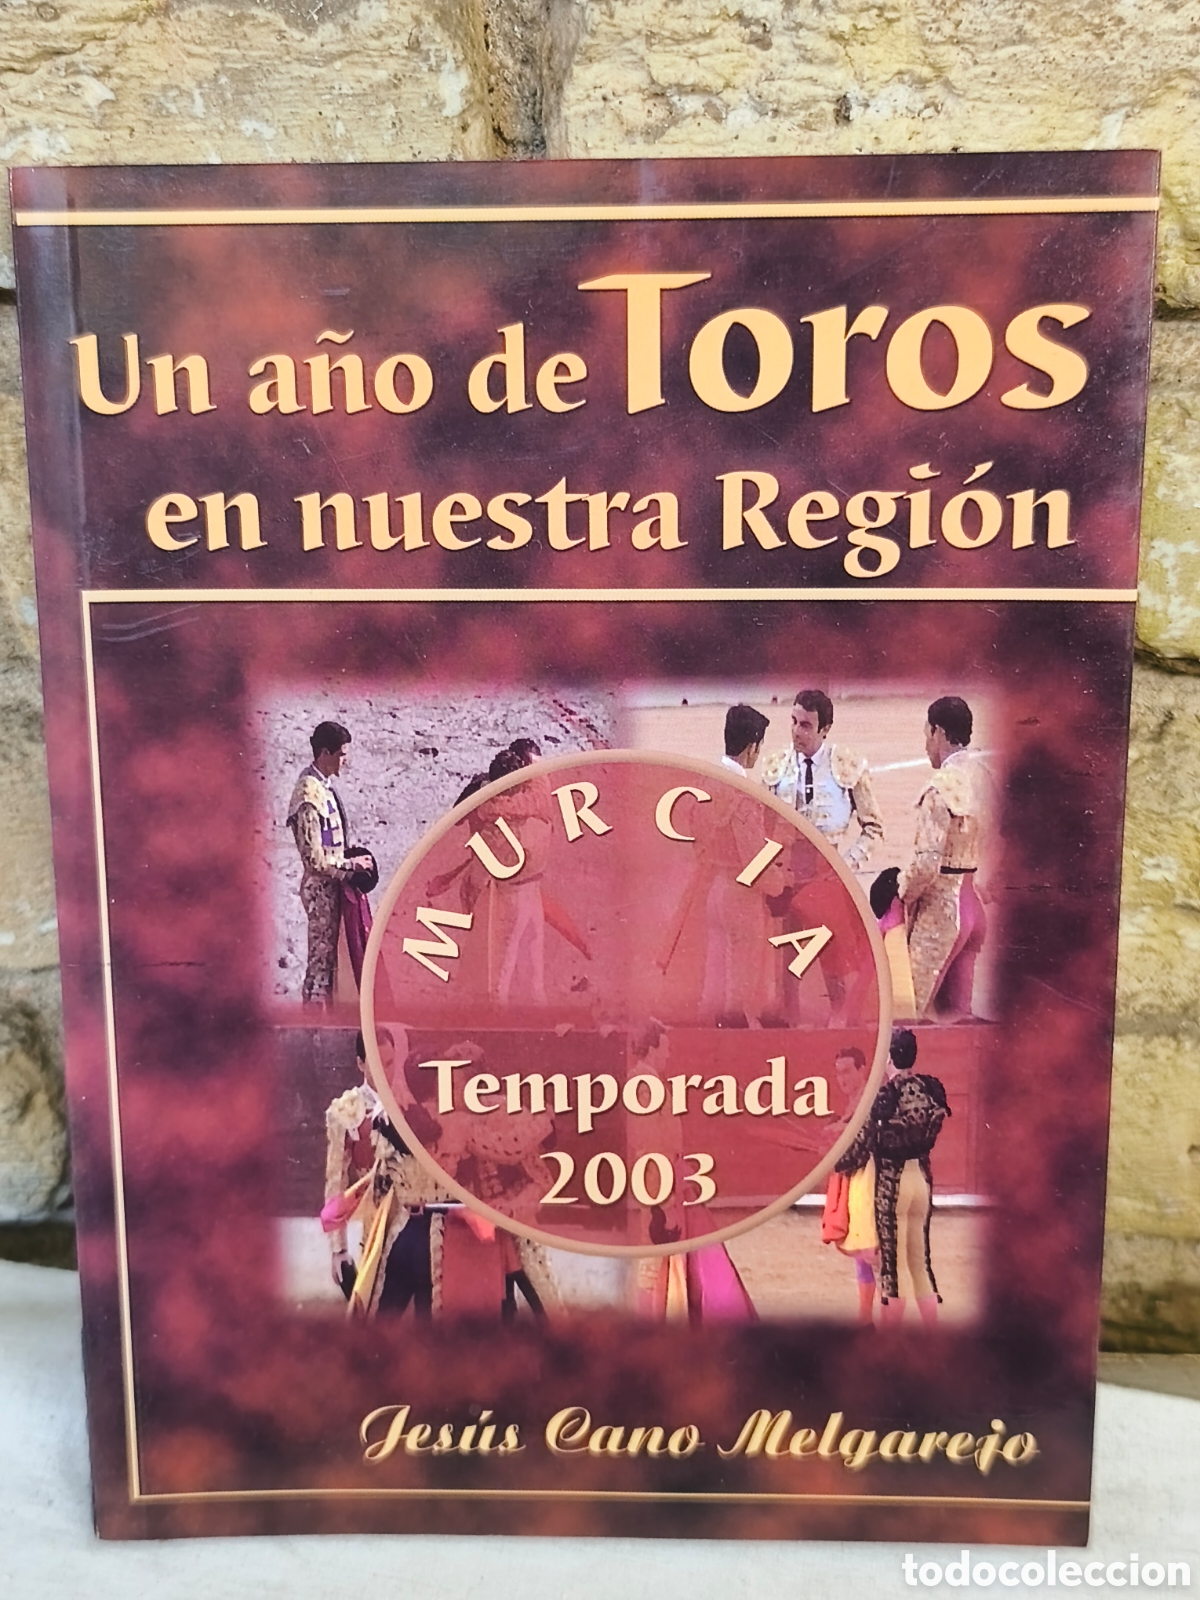 Un año de Toros
en nuestra Región
MURCIA
Temporada
2003
Jesús Cano Melgarejo
todocoleccion